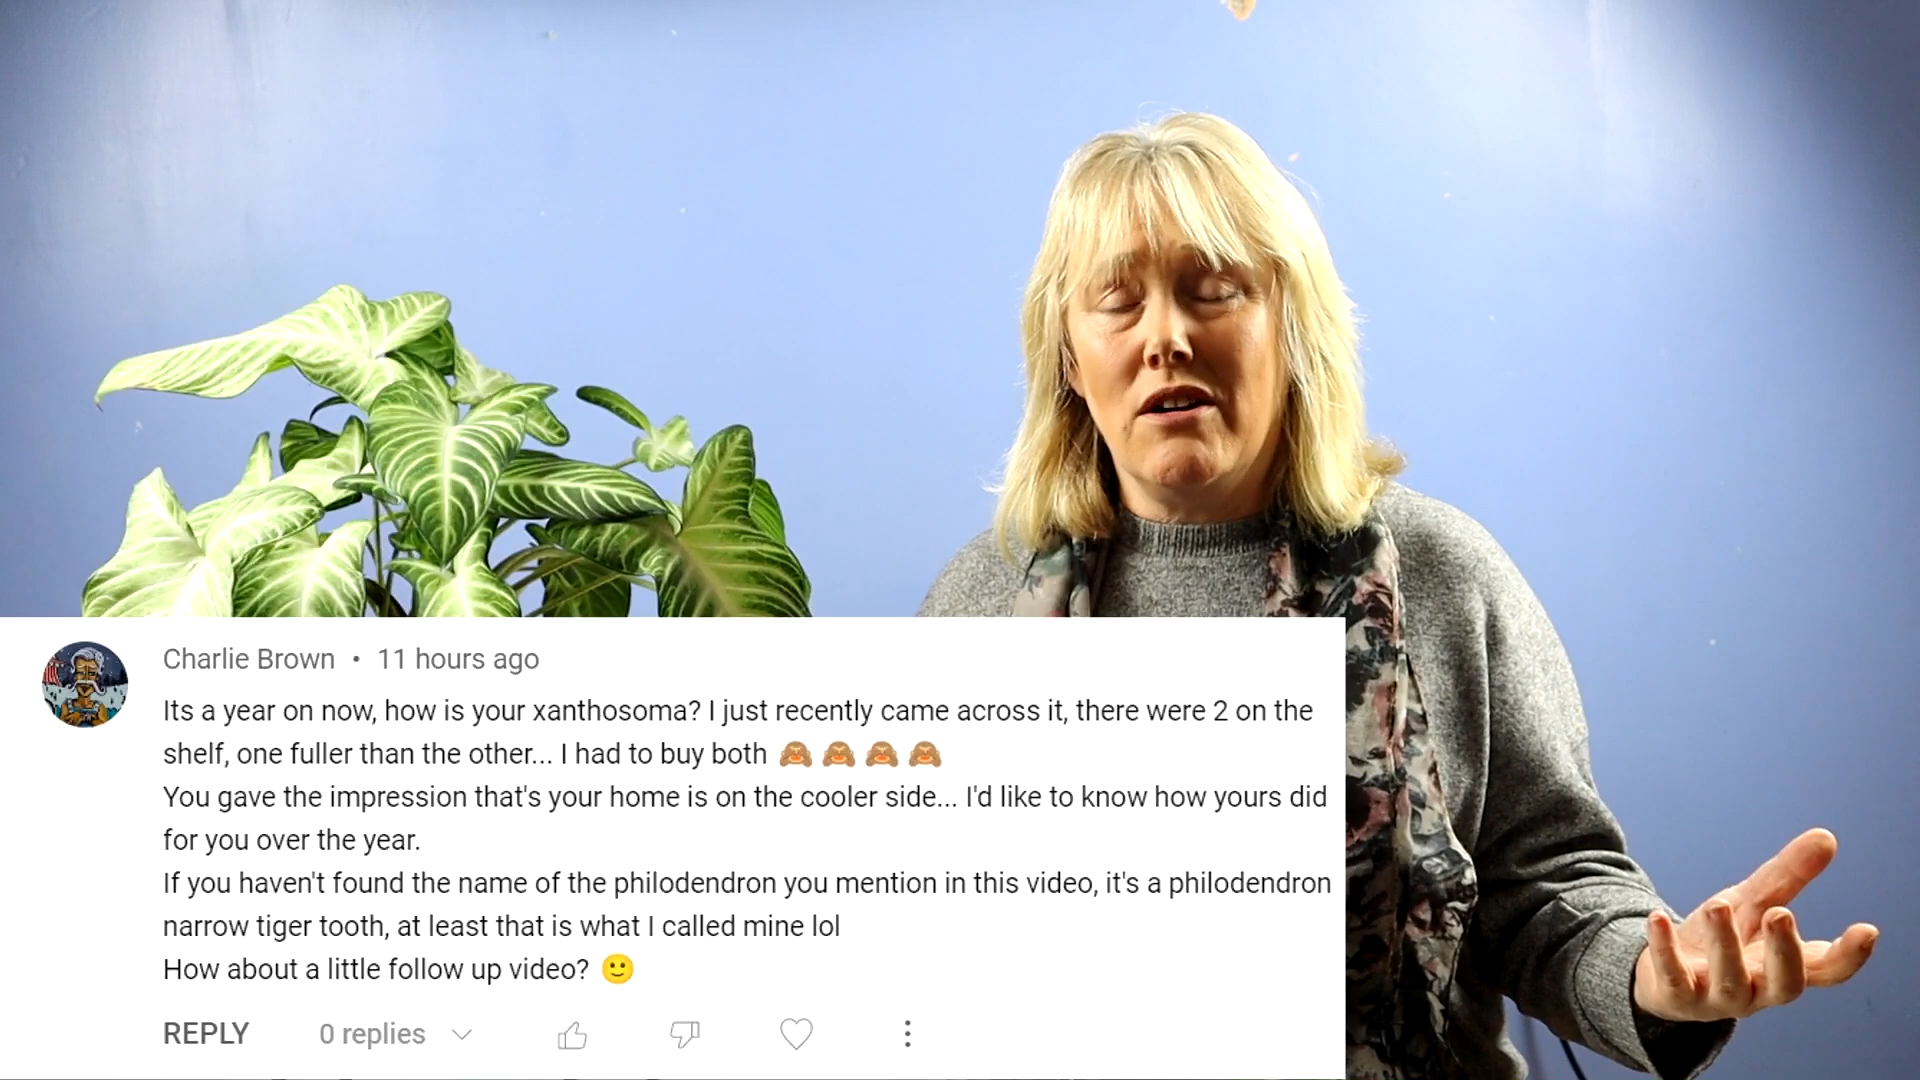 Charlie Brown • 11 hours ago
Its a year on now, how is your xanthosoma? I just recently came across it, there were 2 on the
shelf, one fuller than the other... I had to buy both 🙈 🙈 🙈 🙈
You gave the impression that's your home is on the cooler side... I'd like to know how yours did
for you over the year.
If you haven't found the name of the philodendron you mention in this video, it's a philodendron
narrow tiger tooth, at least that is what I called mine lol
How about a little follow up video? 🙂
REPLY 0 replies